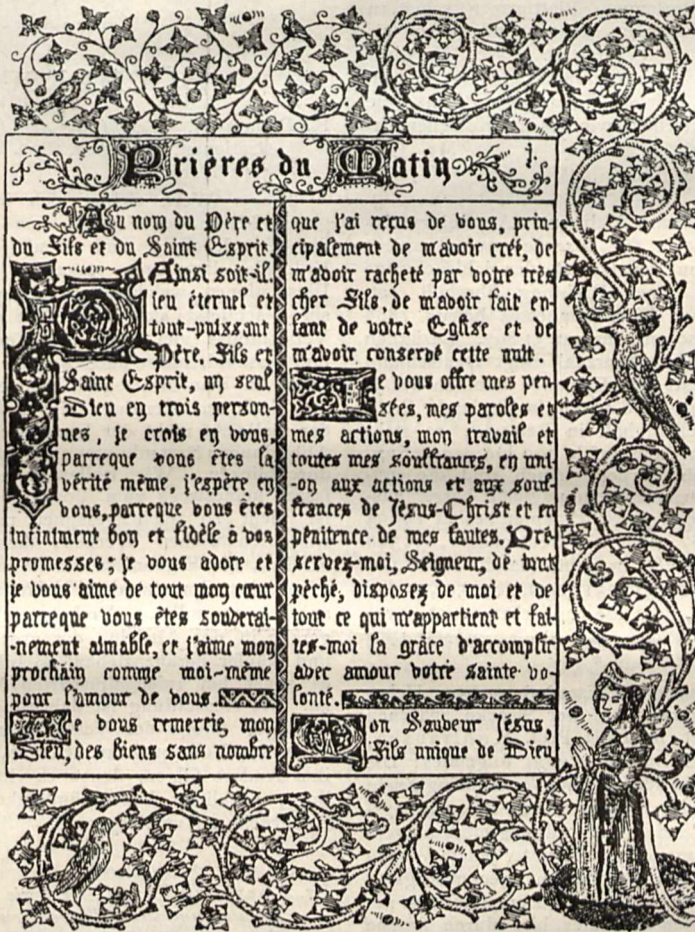 Prières du Matin
Au nom du Père et
du Fils et du Saint Esprit
Ainsi soit-il
Dieu éternel et
tout-puissant
Père, Fils et
Saint Esprit, un seul
Dieu en trois person-
nes, je crois en vous,
parceque vous êtes la
vérité même, j'espère en
vous, parceque vous êtes
infiniment bon et fidèle à vos
promesses; je vous adore et
je vous aime de tout mon cœur
parceque vous êtes souverai-
-nement aimable, et j'aime mon
prochain comme moi-même
pour l'amour de vous.
Je vous remercie, mon
Dieu, des biens sans nombre
que j'ai reçus de vous, prin-
cipalement de m'avoir créé, de
m'avoir racheté par votre très
cher Fils, de m'avoir fait en-
fant de votre Eglise et de
m'avoir conservé cette nuit.
Je vous offre mes pen-
sées, mes paroles et
mes actions, mon travail et
toutes mes souffrances, en uni-
-on aux actions et aux souf-
frances de Jésus-Christ et en
pénitence de mes fautes. Pré-
servez-moi, Seigneur, de tout
péché, disposez de moi et de
tout ce qui m'appartient et fai-
tes-moi la grâce d'accomplir
avec amour votre sainte vo-
lonté.
Mon Sauveur Jésus,
Fils unique de Dieu